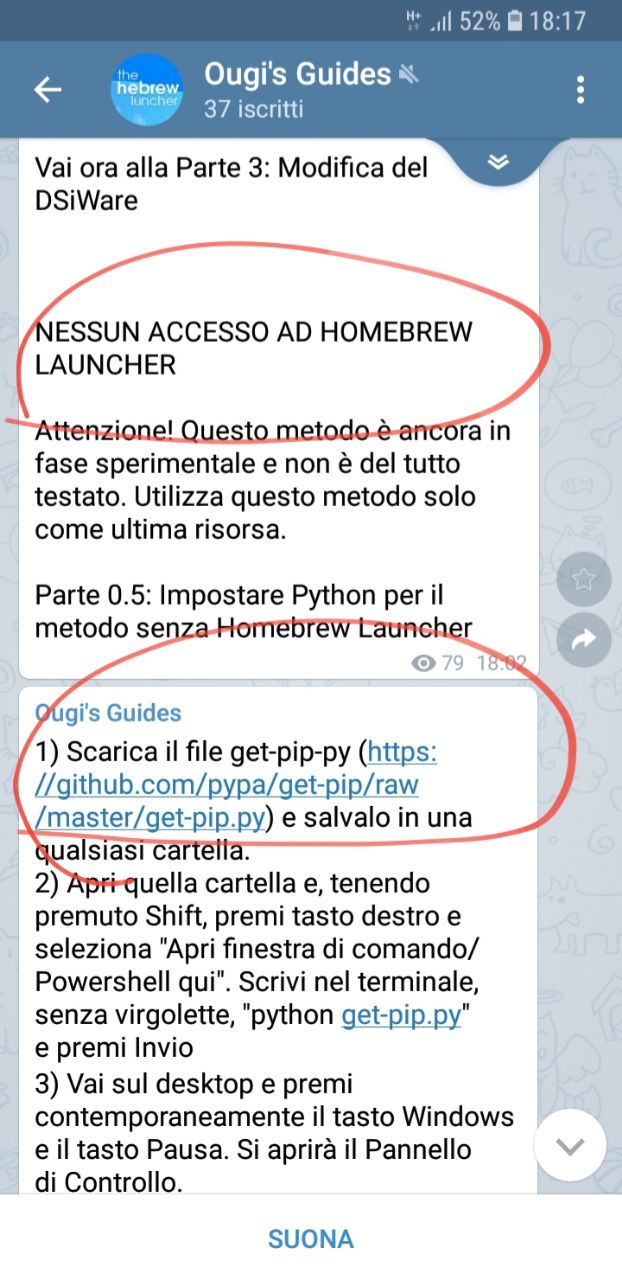 H+ 52% 18:17
the
hebrew
luncher
Ougi's Guides
37 iscritti
Vai ora alla Parte 3: Modifica del
DSiWare
NESSUN ACCESSO AD HOMEBREW
LAUNCHER
Attenzione! Questo metodo è ancora in
fase sperimentale e non è del tutto
testato. Utilizza questo metodo solo
come ultima risorsa.
Parte 0.5: Impostare Python per il
metodo senza Homebrew Launcher
79 18:02
Ougi's Guides
1) Scarica il file get-pip-py (https:
//github.com/pypa/get-pip/raw
/master/get-pip.py) e salvalo in una
qualsiasi cartella.
2) Apri quella cartella e, tenendo
premuto Shift, premi tasto destro e
seleziona "Apri finestra di comando/
Powershell qui". Scrivi nel terminale,
senza virgolette, "python get-pip.py"
e premi Invio
3) Vai sul desktop e premi
contemporaneamente il tasto Windows
e il tasto Pausa. Si aprirà il Pannello
di Controllo.
SUONA